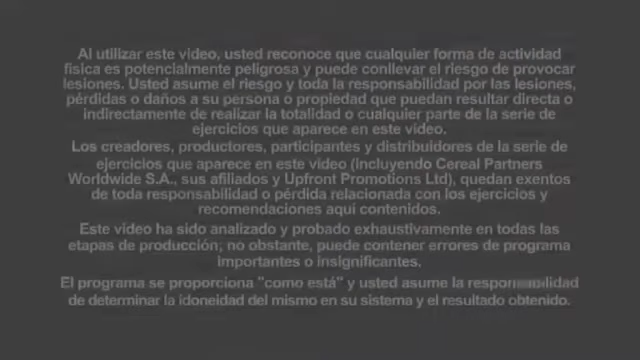 Al utilizar este video, usted reconoce que cualquier forma de actividad
física es potencialmente peligrosa y puede conllevar el riesgo de provocar
lesiones. Usted asume el riesgo y toda la responsabilidad por las lesiones,
pérdidas o daños a su persona o propiedad que puedan resultar directa o
indirectamente de realizar la totalidad o cualquier parte de la serie de
ejercicios que aparece en este video.
Los creadores, productores, participantes y distribuidores de la serie de
ejercicios que aparece en este video (incluyendo Cereal Partners
Worldwide S.A., sus afiliados y Upfront Promotions Ltd), quedan exentos
de toda responsabilidad o pérdida relacionada con los ejercicios y
recomendaciones aquí contenidos.
Este video ha sido analizado y probado exhaustivamente en todas las
etapas de producción; no obstante, puede contener errores de programa
importantes o insignificantes.
El programa se proporciona "como está" y usted asume la responsabilidad
de determinar la idoneidad del mismo en su sistema y el resultado obtenido.